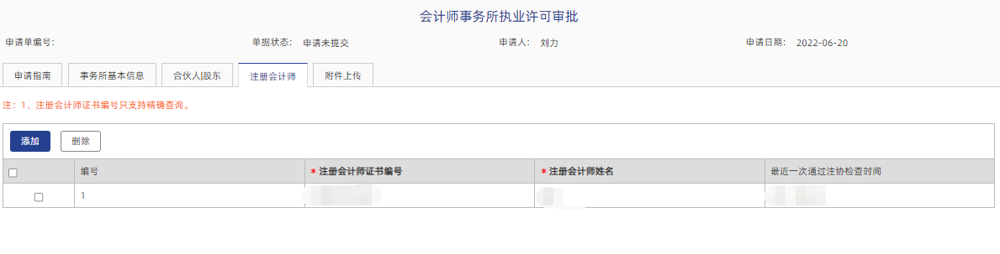 会计师事务所执业许可审批
申请单编号： 单据状态： 申请未提交 申请人： 刘力 申请日期： 2022-06-20
申请指南 事务所基本信息 合伙人|股东 注册会计师 附件上传
注：1、注册会计师证书编号只支持精确查询。
添加 删除
编号 * 注册会计师证书编号 * 注册会计师姓名 最近一次通过注协检查时间
1